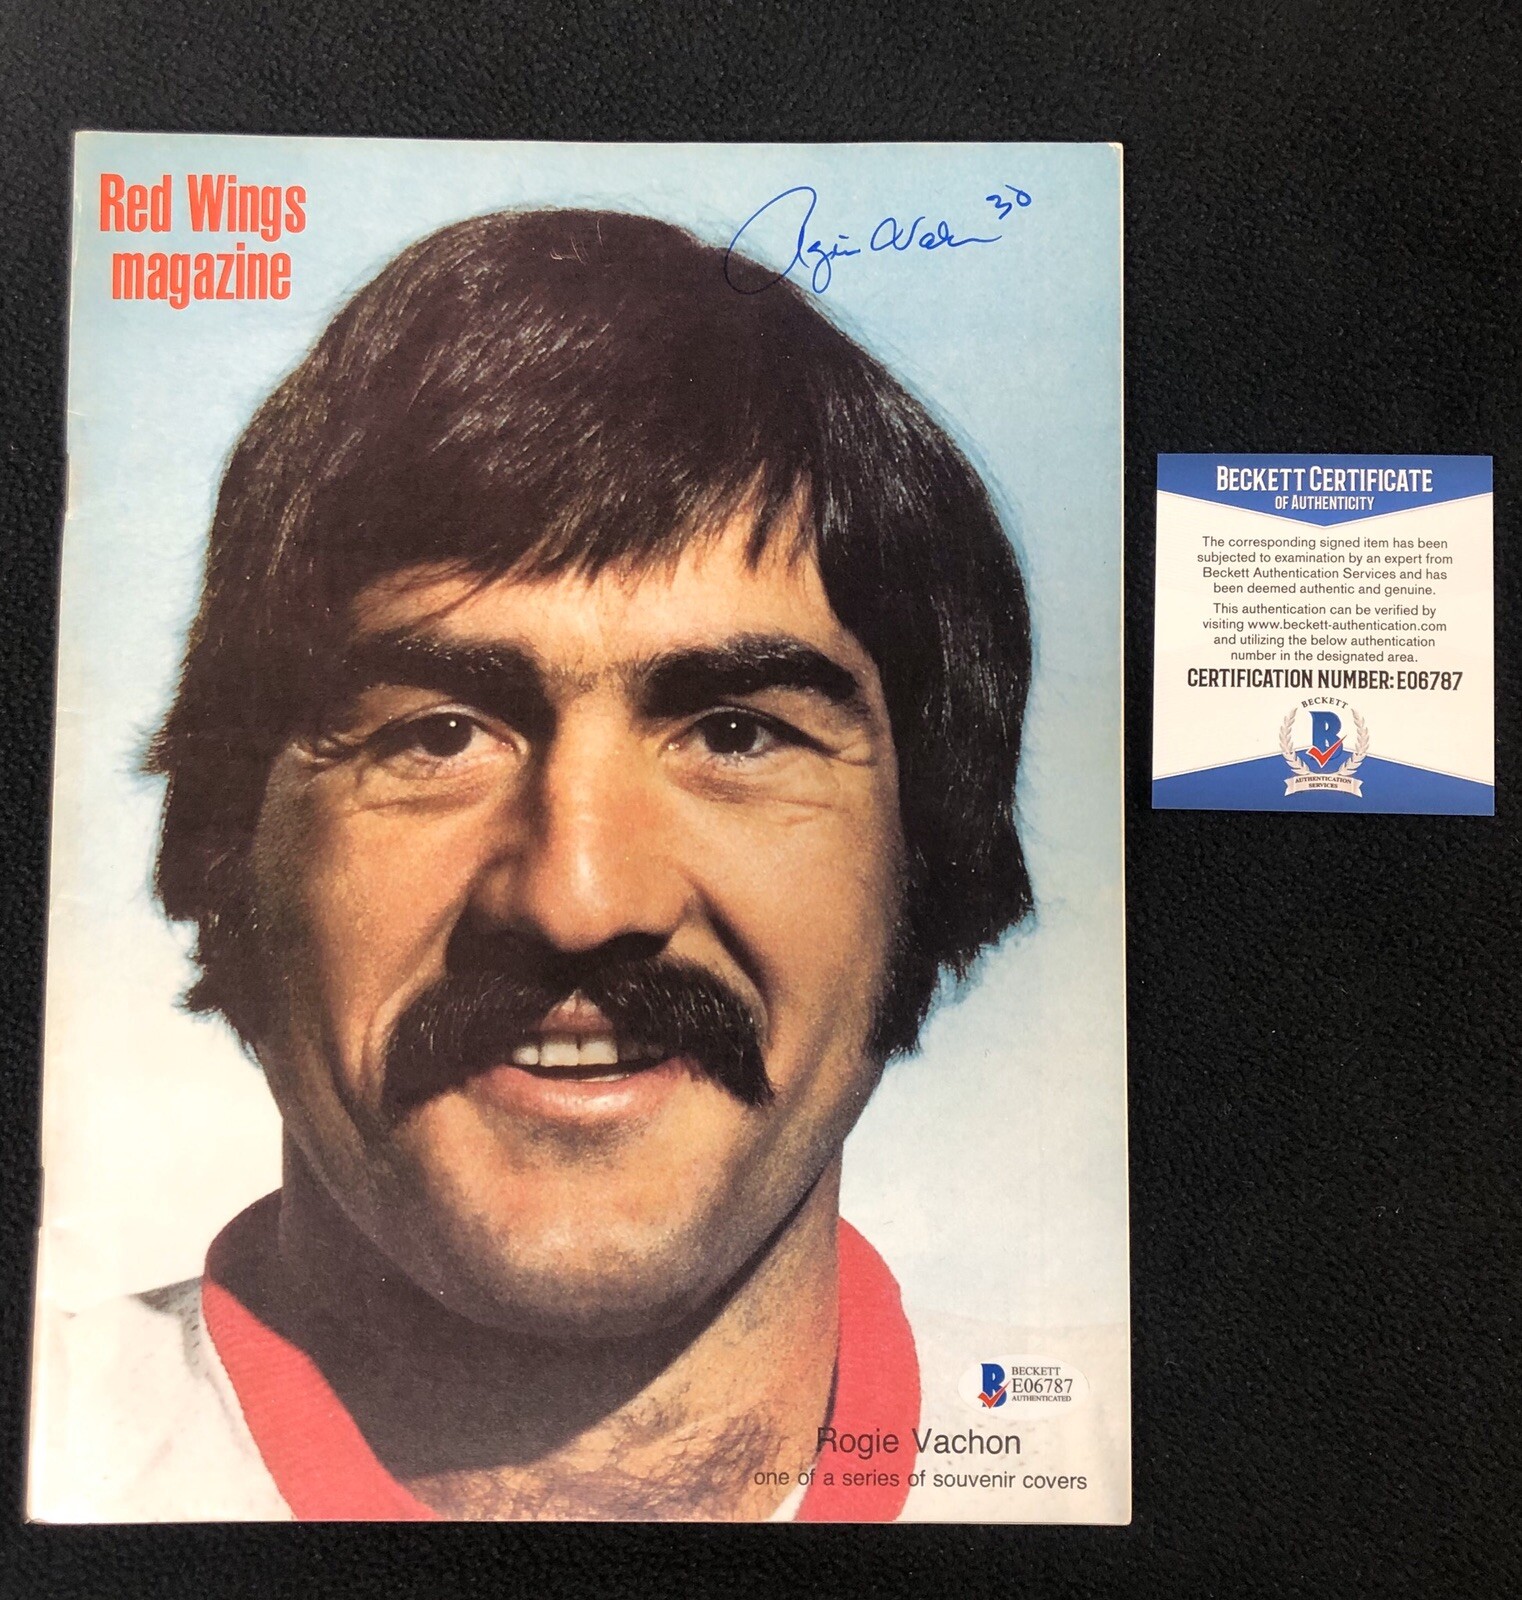 Red Wings
magazine
Rogie Vachon 30
BECKETT
E06787
AUTHENTICATED
Rogie Vachon
one of a series of souvenir covers
BECKETT CERTIFICATE
OF AUTHENTICITY
The corresponding signed item has been
subjected to examination by an expert from
Beckett Authentication Services and has
been deemed authentic and genuine.
This authentication can be verified by
visiting www.beckett-authentication.com
and utilizing the below authentication
number in the designated area.
CERTIFICATION NUMBER: E06787
BECKETT
B
AUTHENTICATION
SERVICES